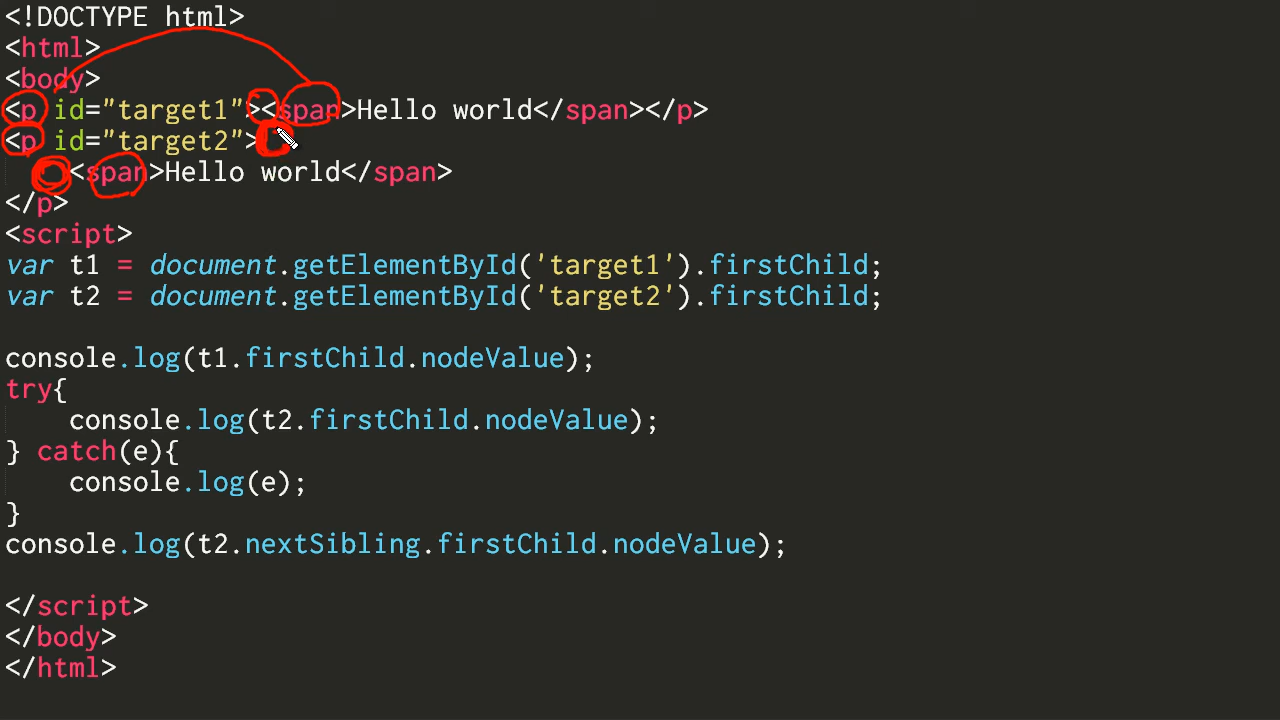 <!DOCTYPE html>
<html>
<body>
<p id="target1"><span>Hello world</span></p>
<p id="target2">
    <span>Hello world</span>
</p>
<script>
var t1 = document.getElementById('target1').firstChild;
var t2 = document.getElementById('target2').firstChild;

console.log(t1.firstChild.nodeValue);
try{
    console.log(t2.firstChild.nodeValue);
} catch(e){
    console.log(e);
}
console.log(t2.nextSibling.firstChild.nodeValue);

</script>
</body>
</html>